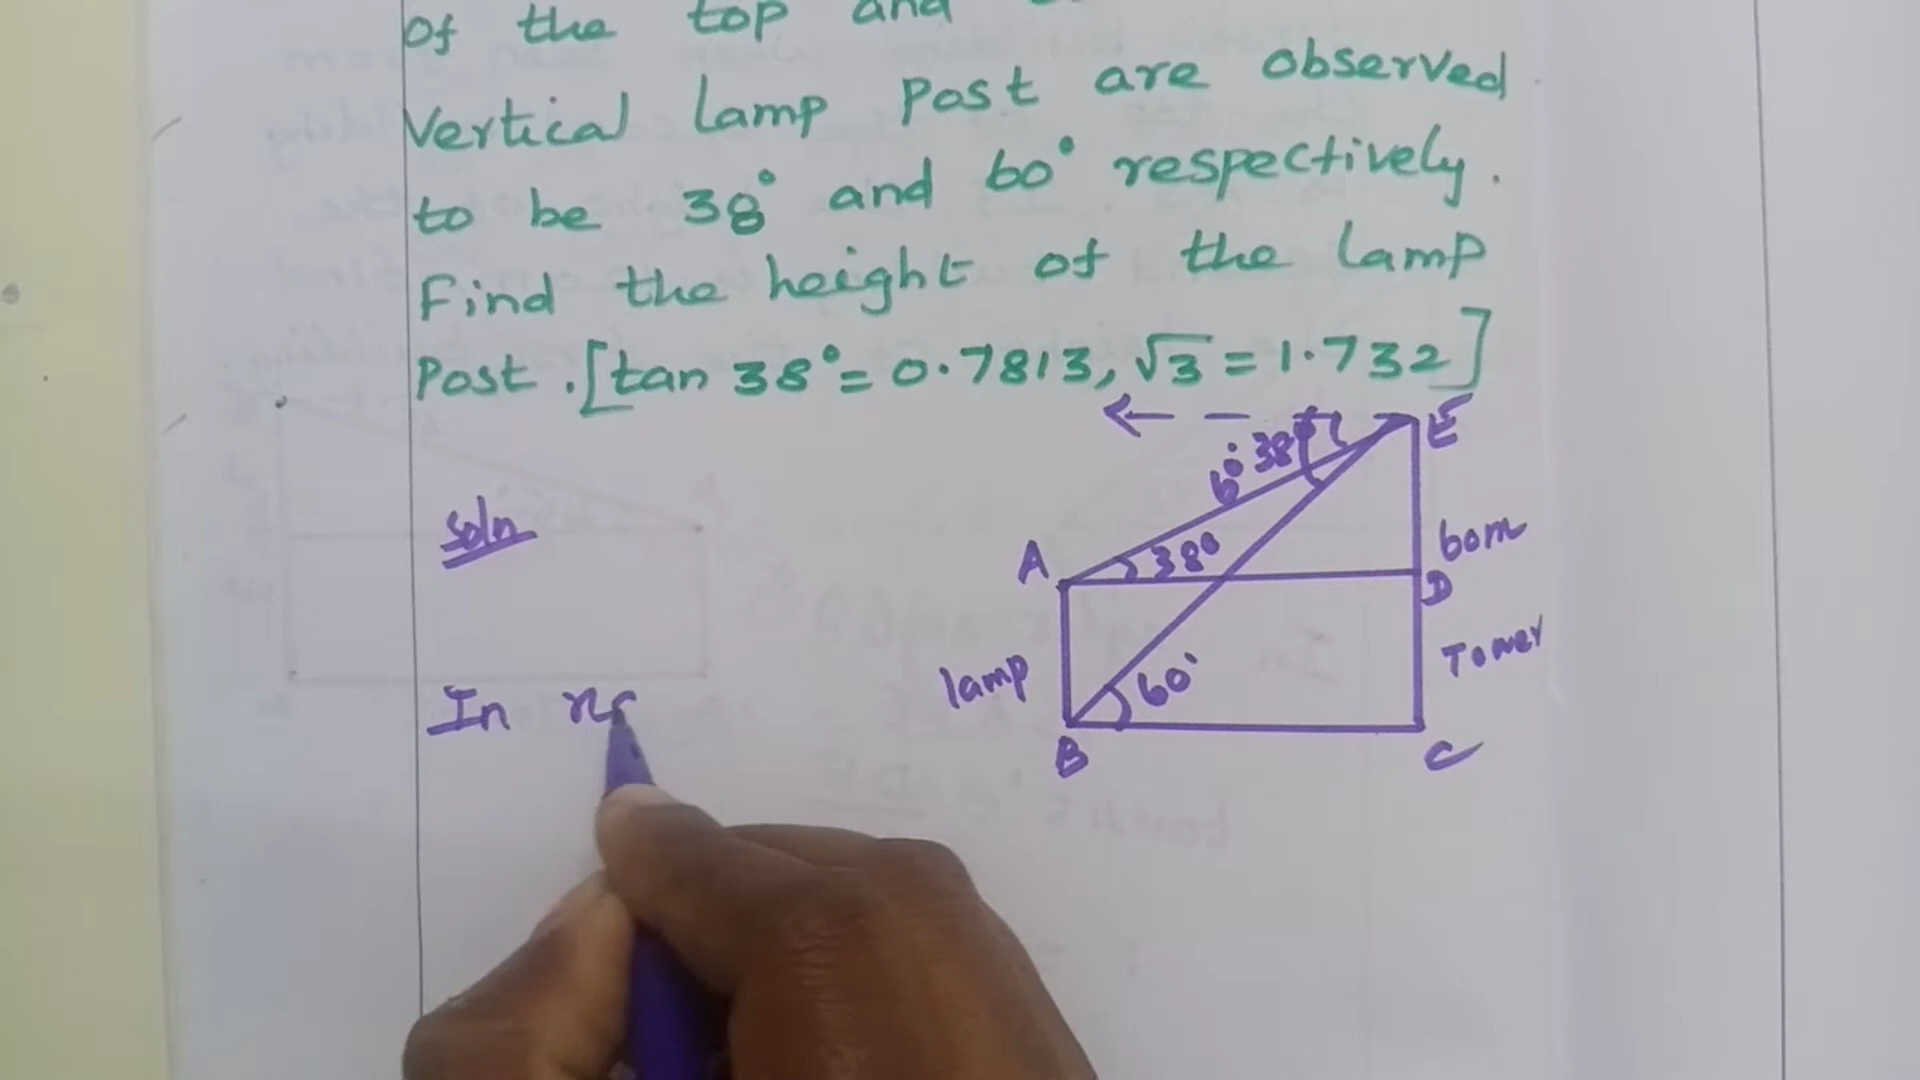 of the top and
Vertical lamp Post are observed
to be 38° and 60° respectively.
Find the height of the lamp
Post. [tan 38° = 0.7813, √3 = 1.732]
E
60° 38°
Soln
A 38° 60m
D
lamp 60° Tower
In
B C